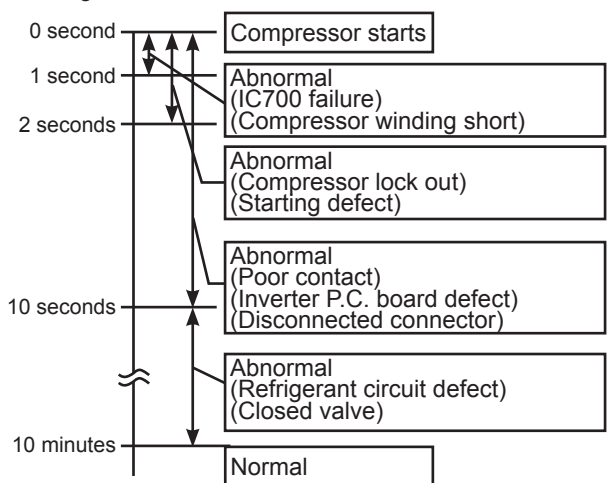 0 second
Compressor starts
1 second
Abnormal
(IC700 failure)
(Compressor winding short)
2 seconds
Abnormal
(Compressor lock out)
(Starting defect)
Abnormal
(Poor contact)
(Inverter P.C. board defect)
(Disconnected connector)
10 seconds
Abnormal
(Refrigerant circuit defect)
(Closed valve)
10 minutes
Normal